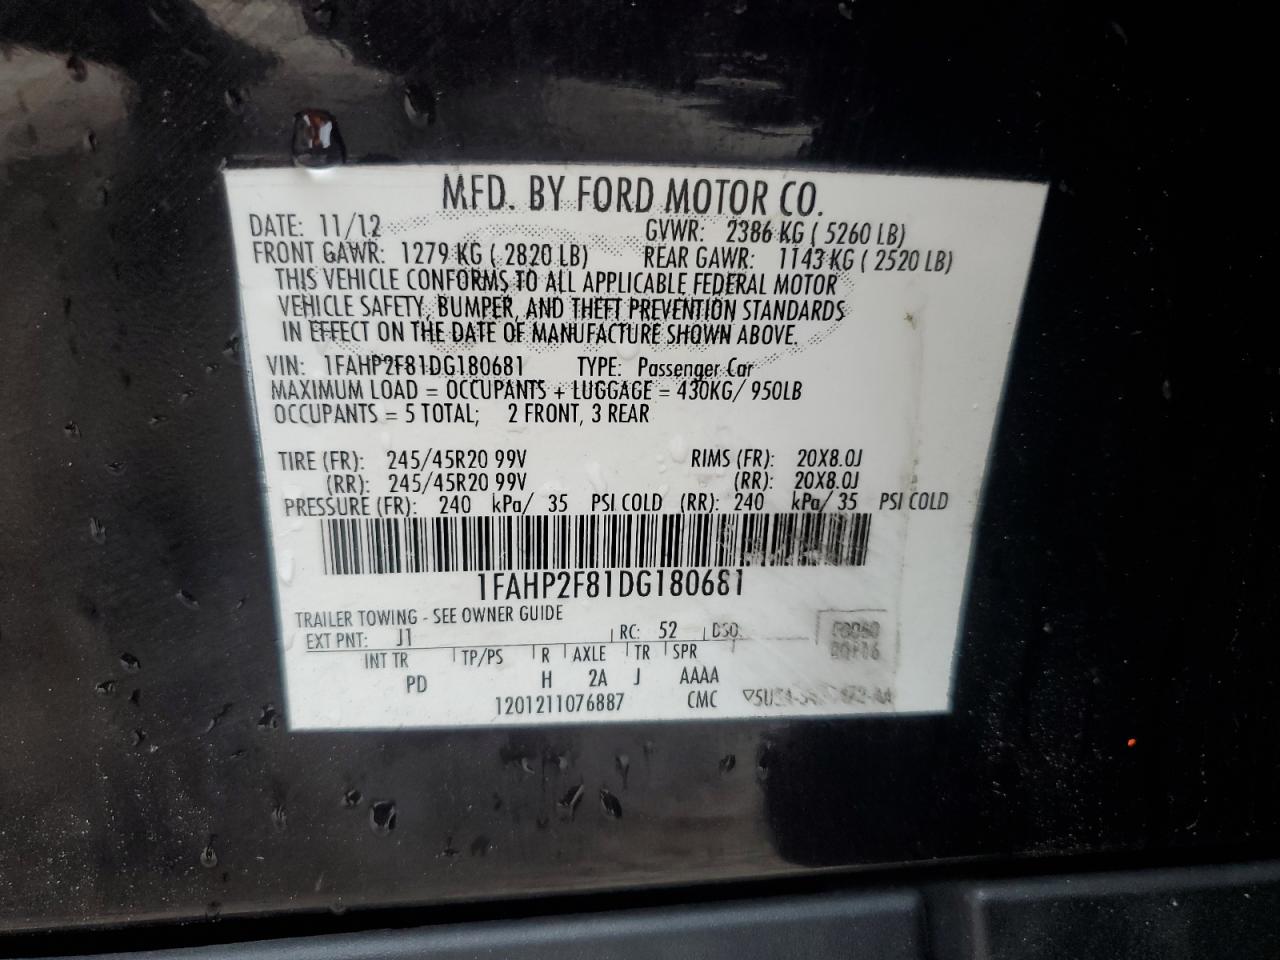 MFD. BY FORD MOTOR CO.
DATE: 11/12 GVWR: 2386 KG ( 5260 LB)
FRONT GAWR: 1279 KG ( 2820 LB) REAR GAWR: 1143 KG ( 2520 LB)
THIS VEHICLE CONFORMS TO ALL APPLICABLE FEDERAL MOTOR
VEHICLE SAFETY, BUMPER, AND THEFT PREVENTION STANDARDS
IN EFFECT ON THE DATE OF MANUFACTURE SHOWN ABOVE.
VIN: 1FAHP2F81DG180681 TYPE: Passenger Car
MAXIMUM LOAD = OCCUPANTS + LUGGAGE = 430KG/ 950LB
OCCUPANTS = 5 TOTAL; 2 FRONT, 3 REAR
TIRE (FR): 245/45R20 99V RIMS (FR): 20X8.0J
(RR): 245/45R20 99V (RR): 20X8.0J
PRESSURE (FR): 240 kPa/ 35 PSI COLD (RR): 240 kPa/ 35 PSI COLD
1FAHP2F81DG180681
TRAILER TOWING - SEE OWNER GUIDE
EXT PNT: J1 RC: 52 DSO:
INT TR TP/PS R AXLE TR SPR
PD H 2A J AAAA
1201211076887 CMC